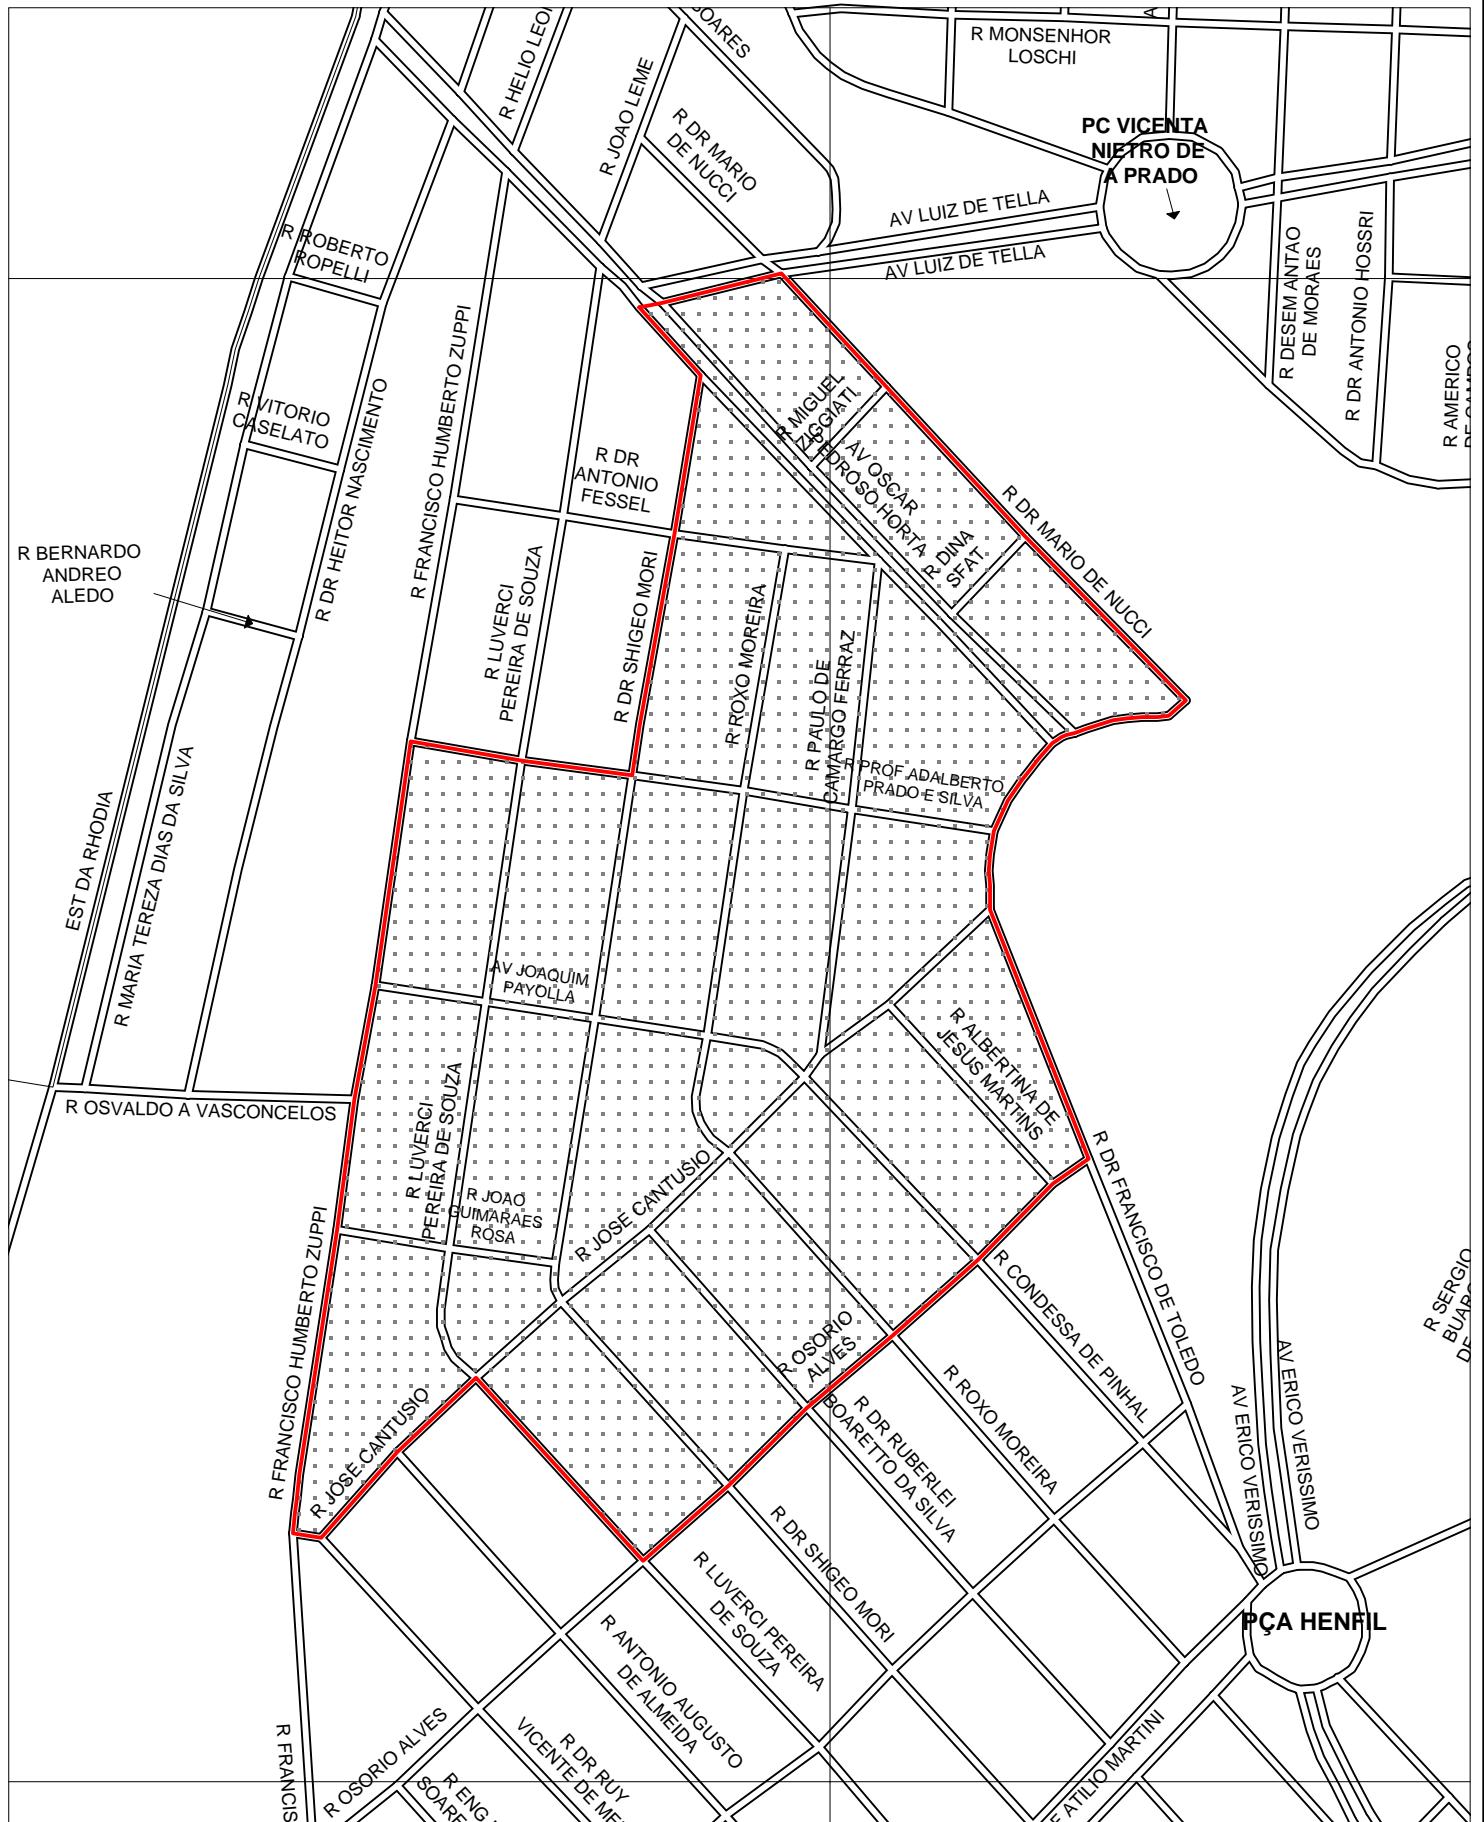 R MONSENHOR
LOSCHI
R HELIO LEO
R JOAO LEME
R DR MARIO
DE NUCCI
PC VICENTA
NIETRO DE
A PRADO
AV LUIZ DE TELLA
AV LUIZ DE TELLA
R ROBERTO
ROPELLI
R DESEM ANTAO
DE MORAES
R DR ANTONIO HOSSRI
R AMERICO
R VITORIO
CASELATO
R FRANCISCO HUMBERTO ZUPPI
R DR HEITOR NASCIMENTO
R MIGUEL
ZIGGIATI
AV OSCAR
PEDROSO HORTA
R DR
ANTONIO
FESSEL
R DINA
SFAT
R DR MARIO DE NUCCI
R BERNARDO
ANDREO
ALEDO
R LUVERCI
PEREIRA DE SOUZA
R DR SHIGEO MORI
R ROXO MOREIRA
R PAULO DE
CAMARGO FERRAZ
R PROF ADALBERTO
PRADO E SILVA
EST DA RHODIA
R MARIA TEREZA DIAS DA SILVA
AV JOAQUIM
PAYOLLA
R ALBERTINA DE
JESUS MARTINS
R OSVALDO A VASCONCELOS
R LUVERCI
PEREIRA DE SOUZA
R JOAO
GUIMARAES
ROSA
R JOSE CANTUSIO
R DR FRANCISCO DE TOLEDO
R FRANCISCO HUMBERTO ZUPPI
R CONDESSA DE PINHAL
R SERGIO
R OSORIO
ALVES
AV ERICO VERISSIMO
AV ERICO VERISSIMO
R JOSE CANTUSIO
R ROXO MOREIRA
R DR RUBERLEI
BOARETTO DA SILVA
R DR SHIGEO MORI
R LUVERCI PEREIRA
DE SOUZA
PÇA HENFIL
R ANTONIO AUGUSTO
DE ALMEIDA
R OSORIO ALVES
R FRANCIS
R DR RUY
VICENTE DE ME
R ENG
SOARE
ATILIO MARTINI